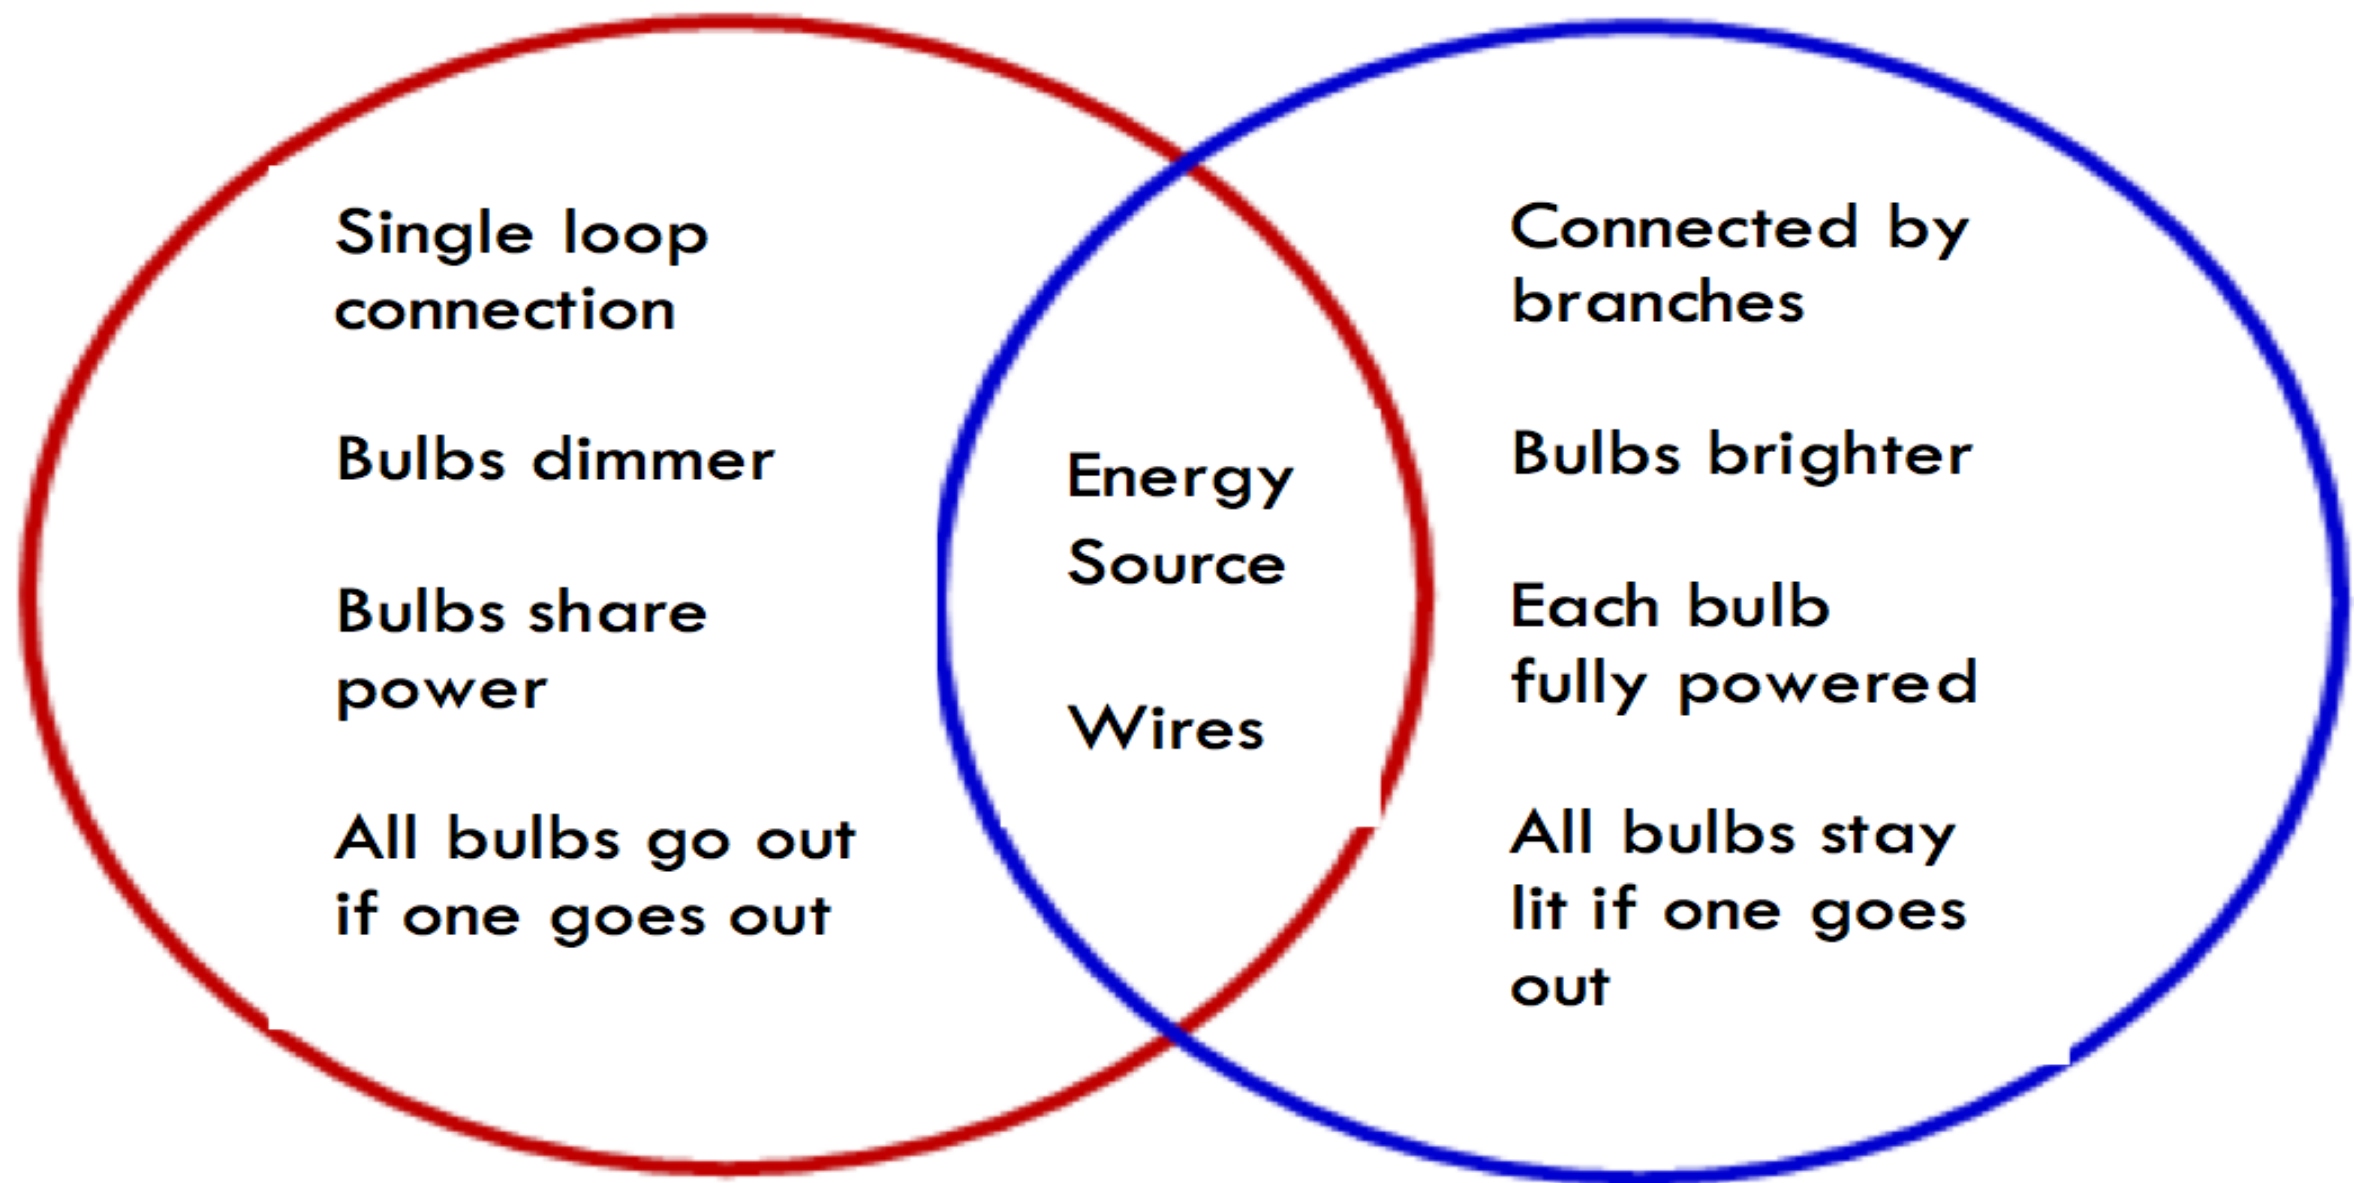 Single loop
connection
Bulbs dimmer
Bulbs share
power
All bulbs go out
if one goes out
Energy
Source
Wires
Connected by
branches
Bulbs brighter
Each bulb
fully powered
All bulbs stay
lit if one goes
out